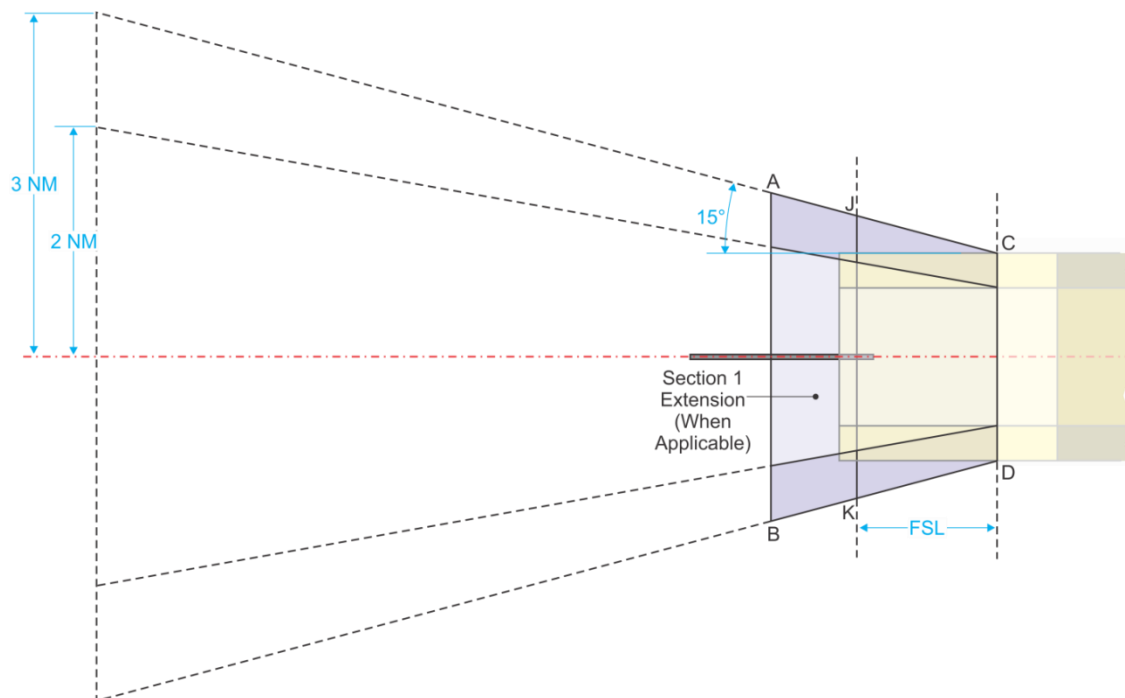 3 NM
2 NM
15°
A
J
C
Section 1
Extension
(When
Applicable)
B
K
D
FSL